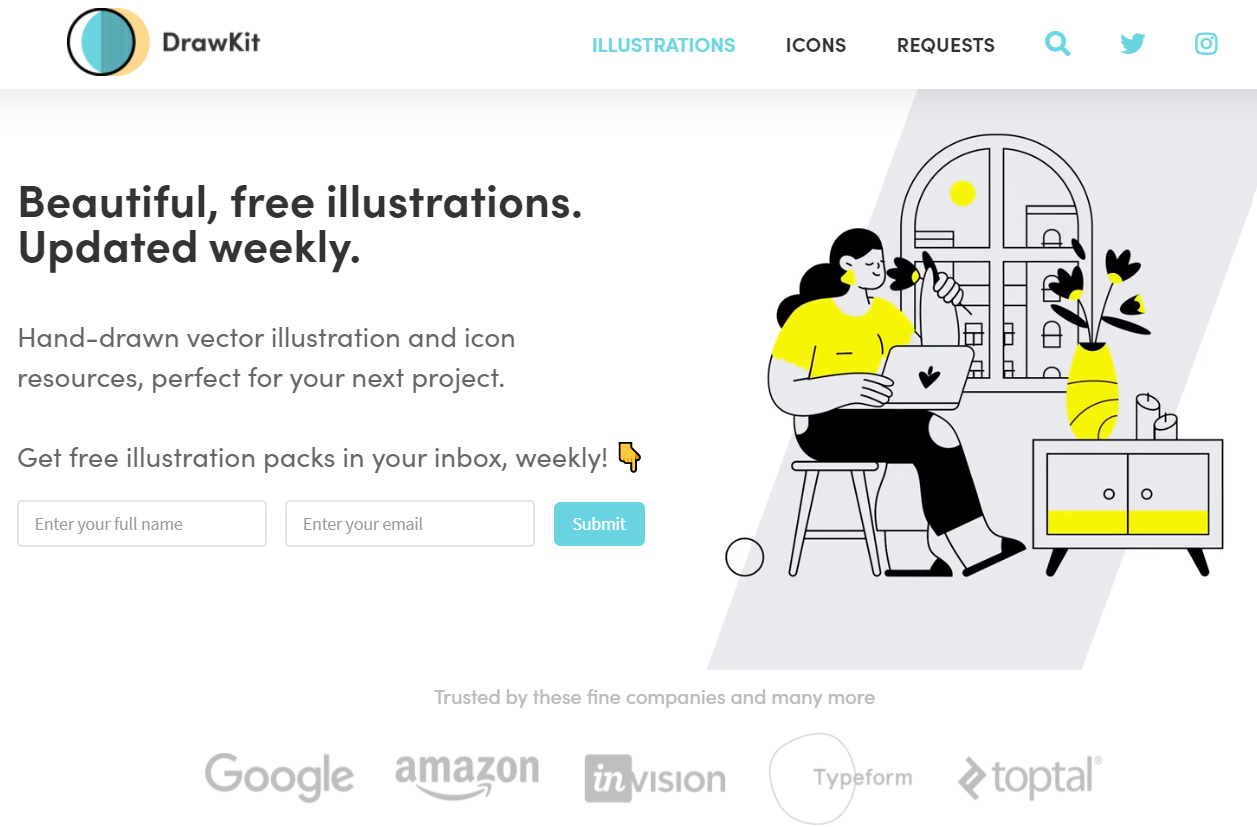 DrawKit
ILLUSTRATIONS
ICONS
REQUESTS
Beautiful, free illustrations.
Updated weekly.
Hand-drawn vector illustration and icon
resources, perfect for your next project.
Get free illustration packs in your inbox, weekly! 👇
Enter your full name
Enter your email
Submit
Trusted by these fine companies and many more
Google
amazon
invision
Typeform
toptal®